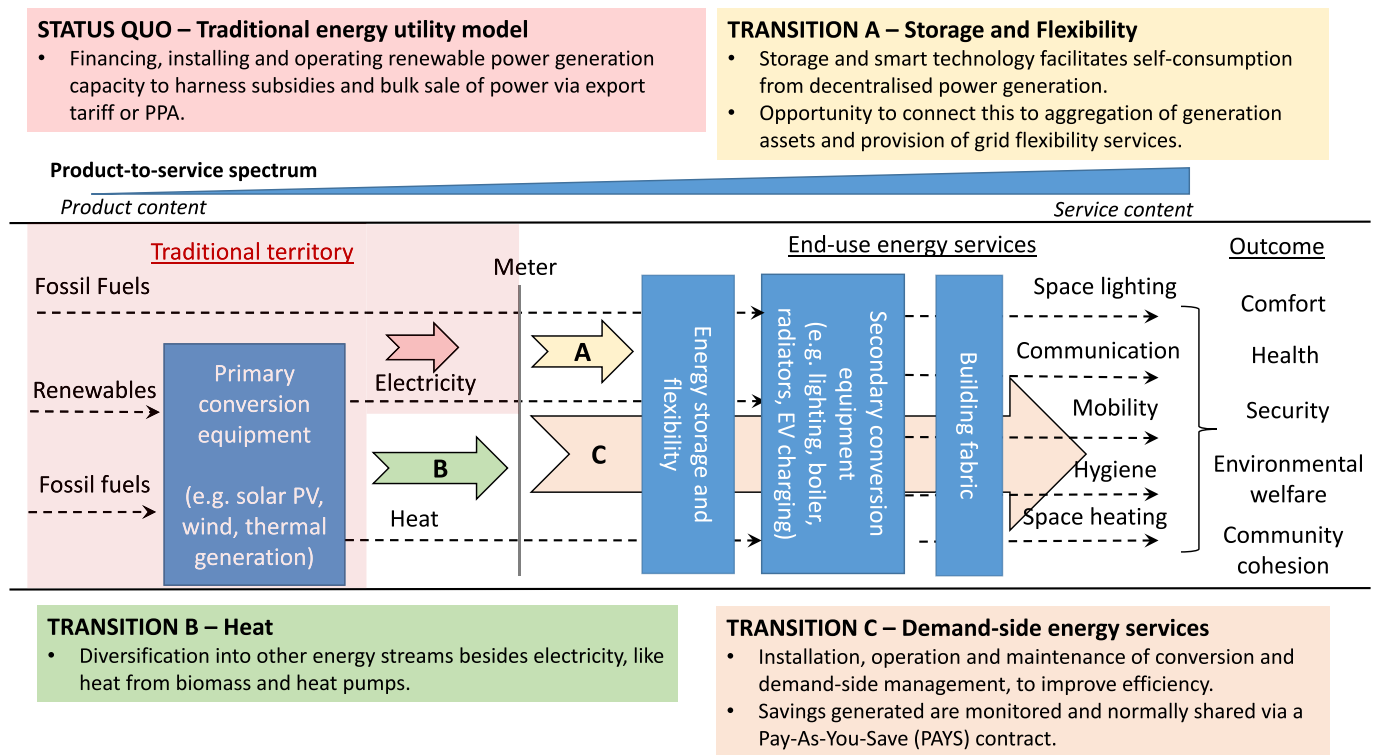 STATUS QUO – Traditional energy utility model
• Financing, installing and operating renewable power generation
capacity to harness subsidies and bulk sale of power via export
tariff or PPA.
TRANSITION A – Storage and Flexibility
• Storage and smart technology facilitates self-consumption
from decentralised power generation.
• Opportunity to connect this to aggregation of generation
assets and provision of grid flexibility services.
Product-to-service spectrum
Product content
Service content
Traditional territory
Meter
End-use energy services
Outcome
Fossil Fuels
Renewables
Fossil fuels
Primary
conversion
equipment
(e.g. solar PV,
wind, thermal
generation)
Electricity
B
Heat
A
C
Energy storage and
flexibility
Secondary conversion
equipment
(e.g. lighting, boiler,
radiators, EV charging)
Building fabric
Space lighting
Communication
Mobility
Hygiene
Space heating
Comfort
Health
Security
Environmental
welfare
Community
cohesion
TRANSITION B – Heat
• Diversification into other energy streams besides electricity, like
heat from biomass and heat pumps.
TRANSITION C – Demand-side energy services
• Installation, operation and maintenance of conversion and
demand-side management, to improve efficiency.
• Savings generated are monitored and normally shared via a
Pay-As-You-Save (PAYS) contract.